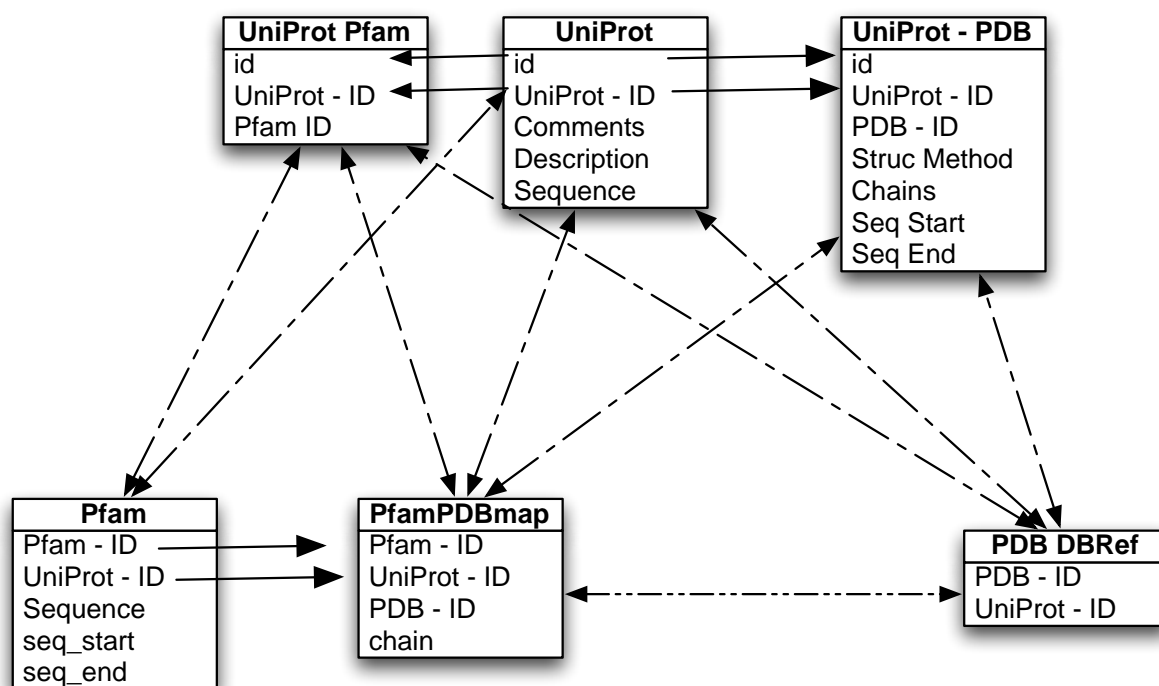 UniProt Pfam
id
UniProt - ID
Pfam ID
UniProt
id
UniProt - ID
Comments
Description
Sequence
UniProt - PDB
id
UniProt - ID
PDB - ID
Struc Method
Chains
Seq Start
Seq End
Pfam
Pfam - ID
UniProt - ID
Sequence
seq_start
seq_end
PfamPDBmap
Pfam - ID
UniProt - ID
PDB - ID
chain
PDB DBRef
PDB - ID
UniProt - ID